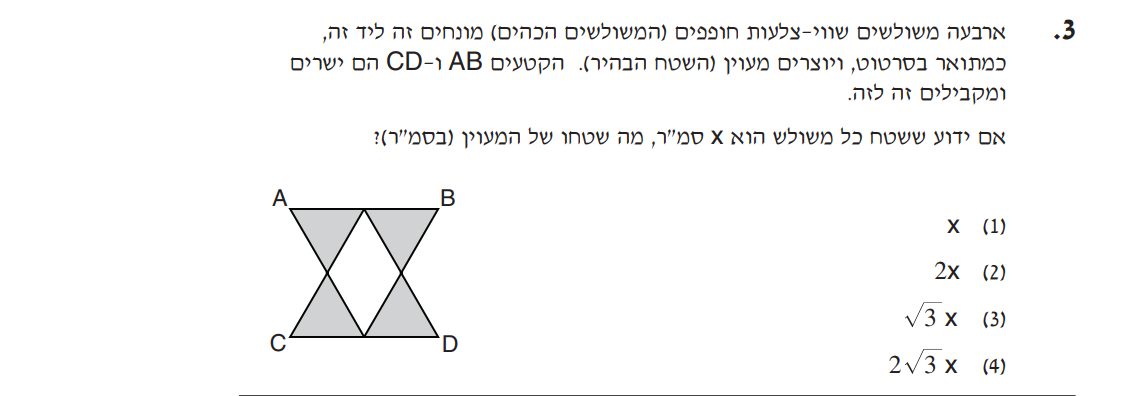 3. ארבעה משולשים שווי-צלעות חופפים (המשולשים הכהים) מונחים זה ליד זה,
כמתואר בסרטוט, ויוצרים מעוין (השטח הבהיר). הקטעים AB ו-CD הם ישרים
ומקבילים זה לזה.
אם ידוע ששטח כל משולש הוא x סמ"ר, מה שטחו של המעוין (בסמ"ר)?
(1) x
(2) 2x
(3) √3 x
(4) 2√3 x
A B
C D